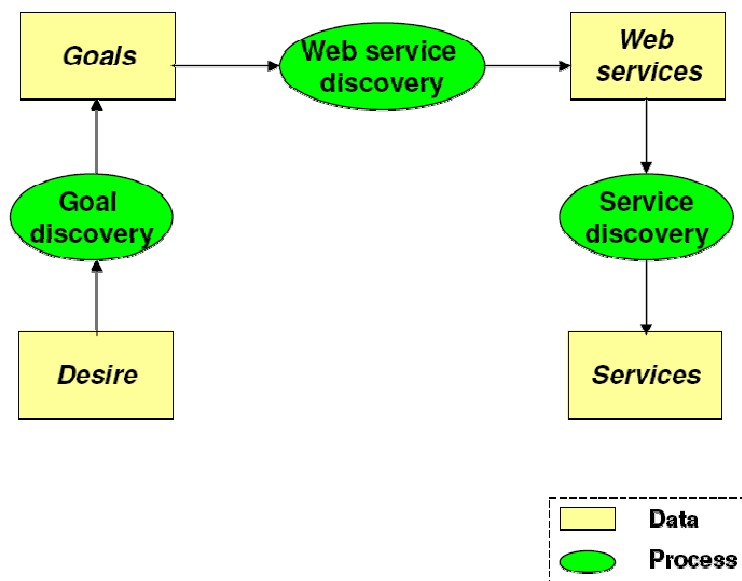 Goals
Web service
discovery
Web
services
Goal
discovery
Service
discovery
Desire
Services
Data
Process